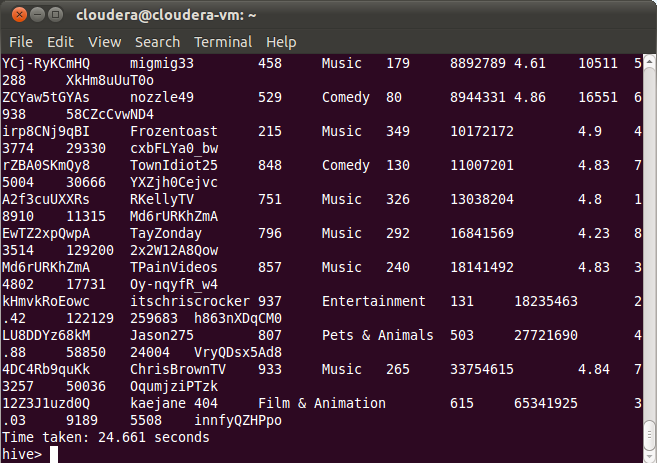 cloudera@cloudera-vm: ~
File Edit View Search Terminal Help
YCj-RyKCmHQ migmig33 458 Music 179 8892789 4.61 10511 5
288 XkHm8uUuT0o
ZCYaw5tGYAs nozzle49 529 Comedy 80 8944331 4.86 16551 6
938 58CZcCvwND4
irp8CNj9qBI Frozentoast 215 Music 349 10172172 4.9 4
3774 29330 cxbFLYa0_bw
rZBA0SKmQy8 TownIdiot25 848 Comedy 130 11007201 4.83 7
5004 30666 YXZjh0Cejvc
A2f3cuUXXRs RKellyTV 751 Music 326 13038204 4.8 1
8910 11315 Md6rURKhZmA
EwTZ2xpQwpA TayZonday 796 Music 292 16841569 4.23 8
3514 129200 2x2W12A8Qow
Md6rURKhZmA TPainVideos 857 Music 240 18141492 4.83 3
4802 17731 Oy-nqyfR_w4
kHmvkRoEowc itschriscrocker 937 Entertainment 131 18235463 2
.42 122129 259683 h863nXDqCM0
LU8DDYz68kM Jason275 807 Pets & Animals 503 27721690 4
.88 58850 24004 VryQDsx5Ad8
4DC4Rb9quKk ChrisBrownTV 933 Music 265 33754615 4.84 7
3257 50036 OqumjziPTzk
12Z3J1uzd0Q kaejane 404 Film & Animation 615 65341925 3
.03 9189 5508 innfyQZHPpo
Time taken: 24.661 seconds
hive>